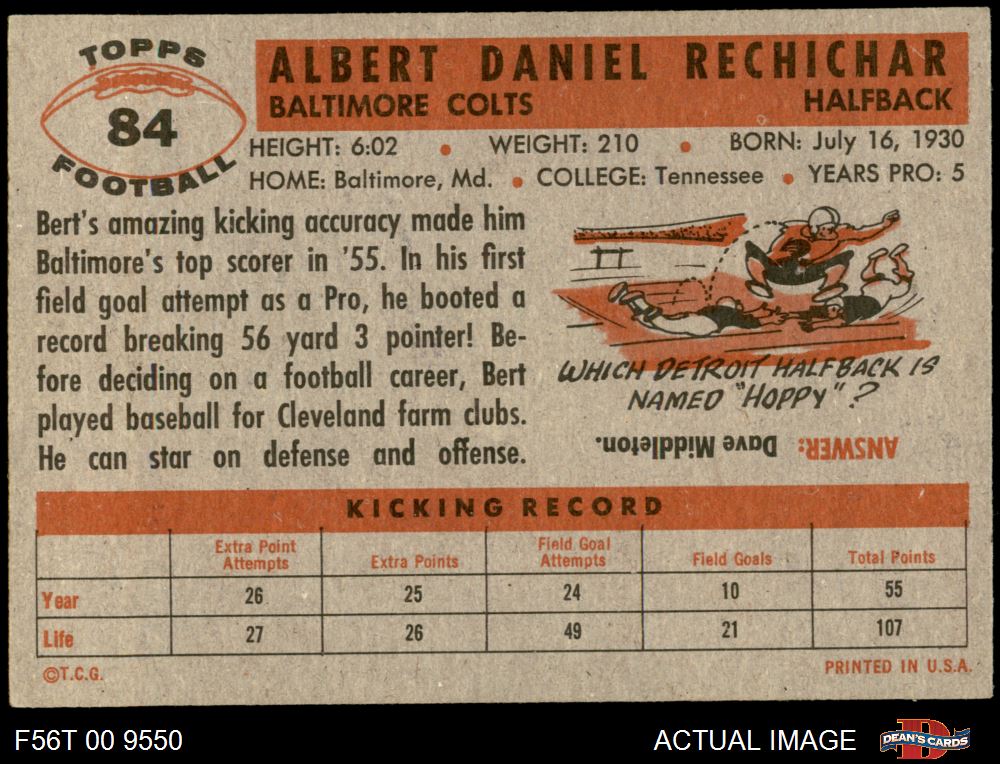 TOPPS
84
FOOTBALL
ALBERT DANIEL RECHICHAR
BALTIMORE COLTS HALFBACK
HEIGHT: 6:02 • WEIGHT: 210 • BORN: July 16, 1930
HOME: Baltimore, Md. • COLLEGE: Tennessee • YEARS PRO: 5
Bert's amazing kicking accuracy made him
Baltimore's top scorer in '55. In his first
field goal attempt as a Pro, he booted a
record breaking 56 yard 3 pointer! Be-
fore deciding on a football career, Bert
played baseball for Cleveland farm clubs.
He can star on defense and offense.
WHICH DETROIT HALFBACK IS
NAMED "HOPPY"?
ANSWER: Dave Middleton.
KICKING RECORD
Extra Point Attempts Extra Points Field Goal Attempts Field Goals Total Points
Year 26 25 24 10 55
Life 27 26 49 21 107
©T.C.G. PRINTED IN U.S.A.
F56T 00 9550 ACTUAL IMAGE DEAN'S CARDS